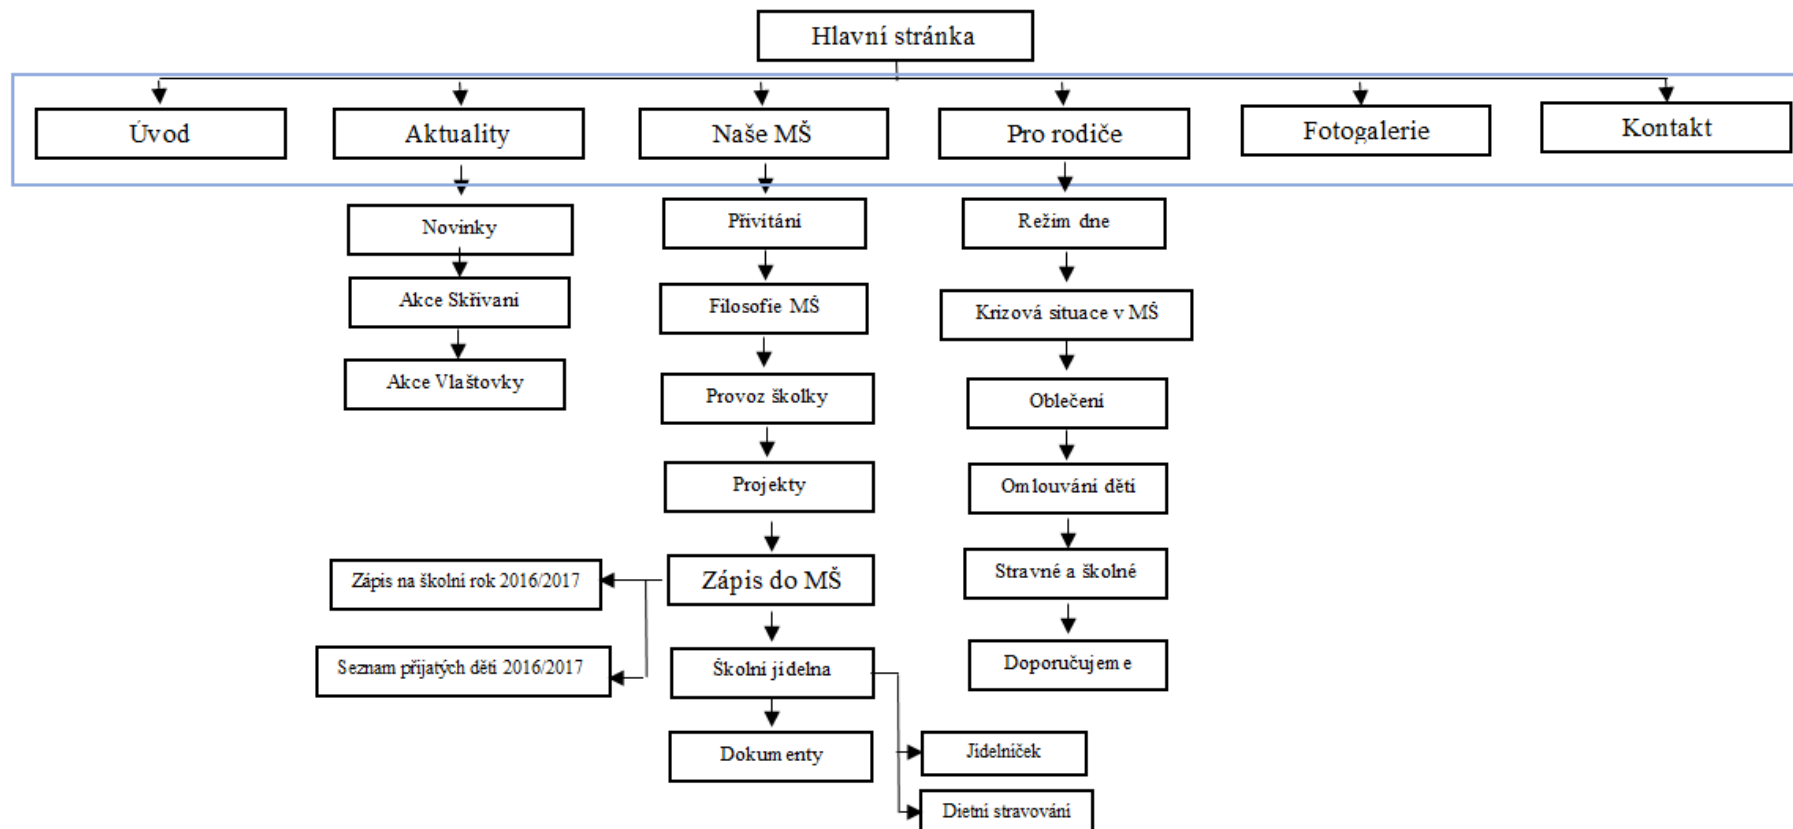 Hlavní stránka
Úvod
Aktuality
Naše MŠ
Pro rodiče
Fotogalerie
Kontakt
Novinky
Přivítání
Režim dne
Akce Skřivani
Filosofie MŠ
Krizová situace v MŠ
Akce Vlaštovky
Provoz školky
Oblečení
Projekty
Omlouvání dětí
Zápis na školní rok 2016/2017
Zápis do MŠ
Stravné a školné
Seznam přijatých dětí 2016/2017
Školní jídelna
Doporučujeme
Dokumenty
Jídelníček
Dietní stravování